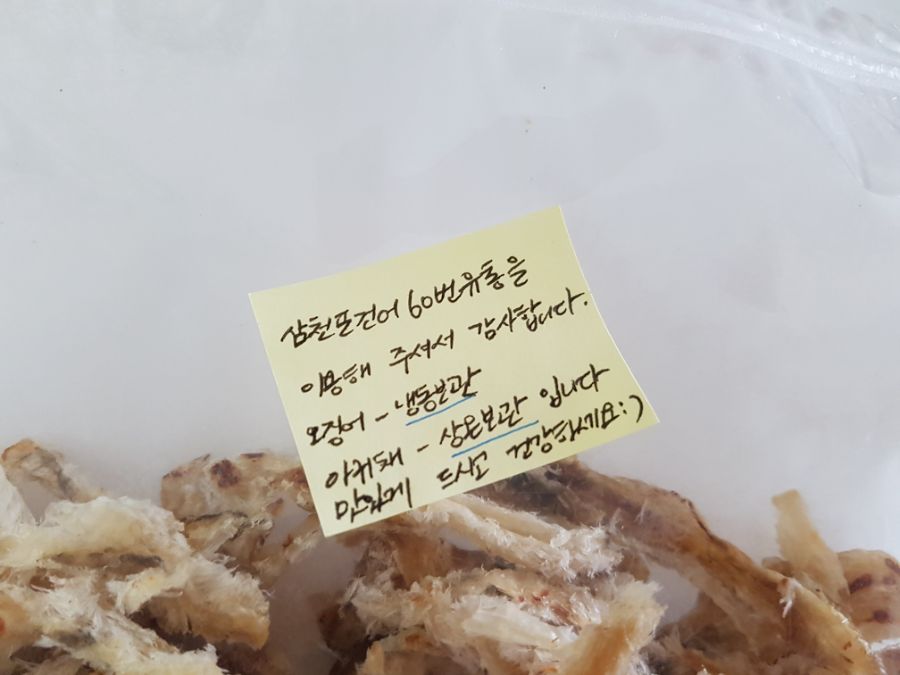 삼천포건어 60번유통을
이용해 주셔서 감사합니다.
오징어 - 냉동보관
아귀채 - 상온보관 입니다
맛있게 드시고 건강하세요:)